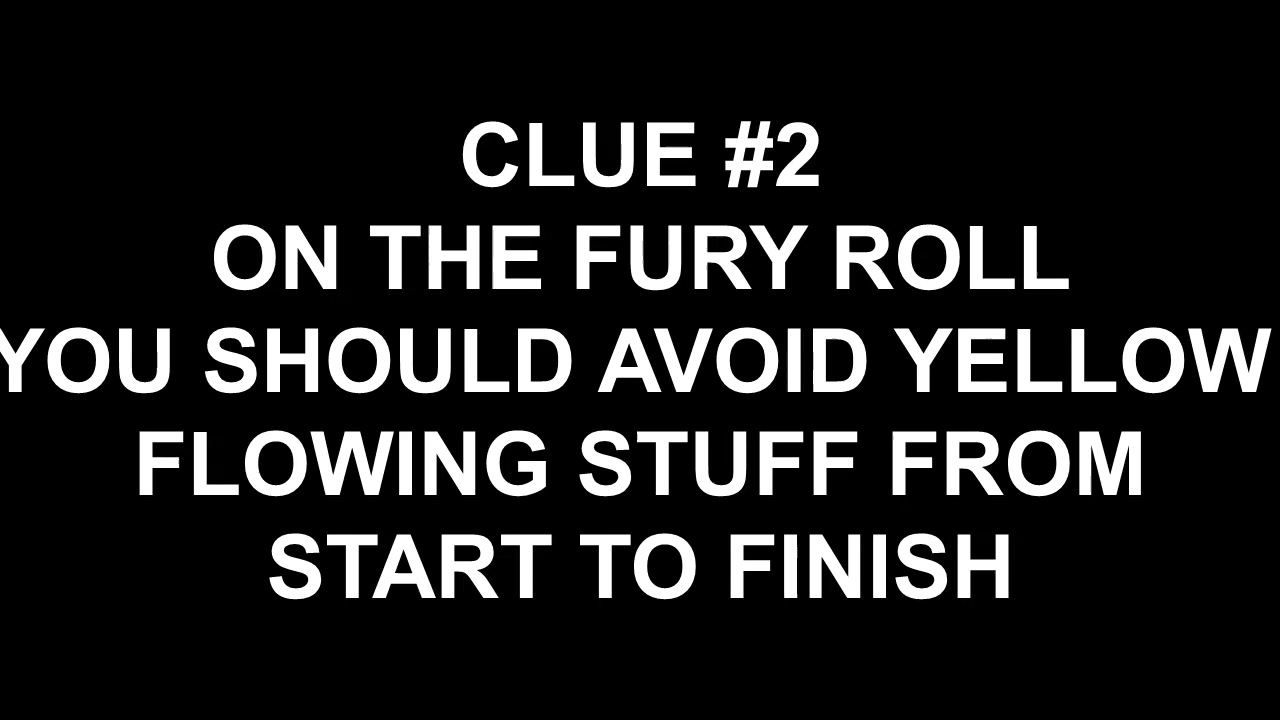 CLUE #2
ON THE FURY ROLL
YOU SHOULD AVOID YELLOW
FLOWING STUFF FROM
START TO FINISH